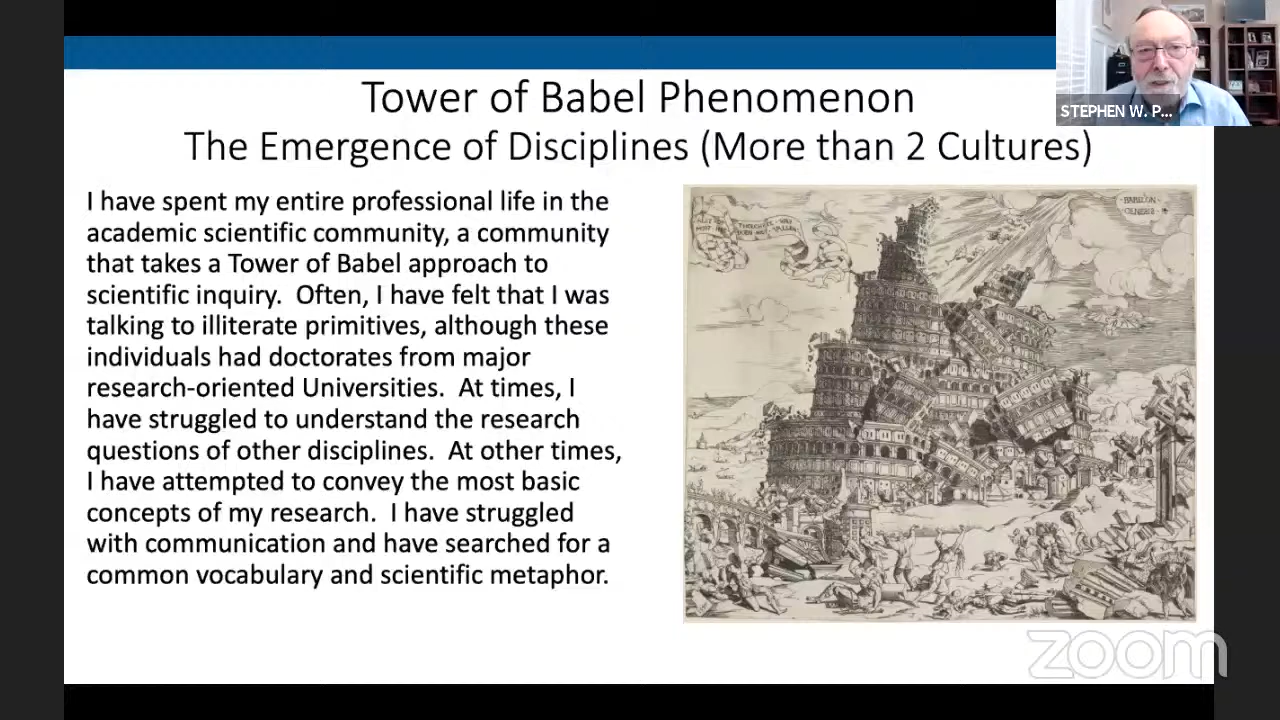 Tower of Babel Phenomenon
The Emergence of Disciplines (More than 2 Cultures)
STEPHEN W. P...
I have spent my entire professional life in the
academic scientific community, a community
that takes a Tower of Babel approach to
scientific inquiry.  Often, I have felt that I was
talking to illiterate primitives, although these
individuals had doctorates from major
research-oriented Universities.  At times, I
have struggled to understand the research
questions of other disciplines.  At other times,
I have attempted to convey the most basic
concepts of my research.  I have struggled
with communication and have searched for a
common vocabulary and scientific metaphor.
BABELON
zoom